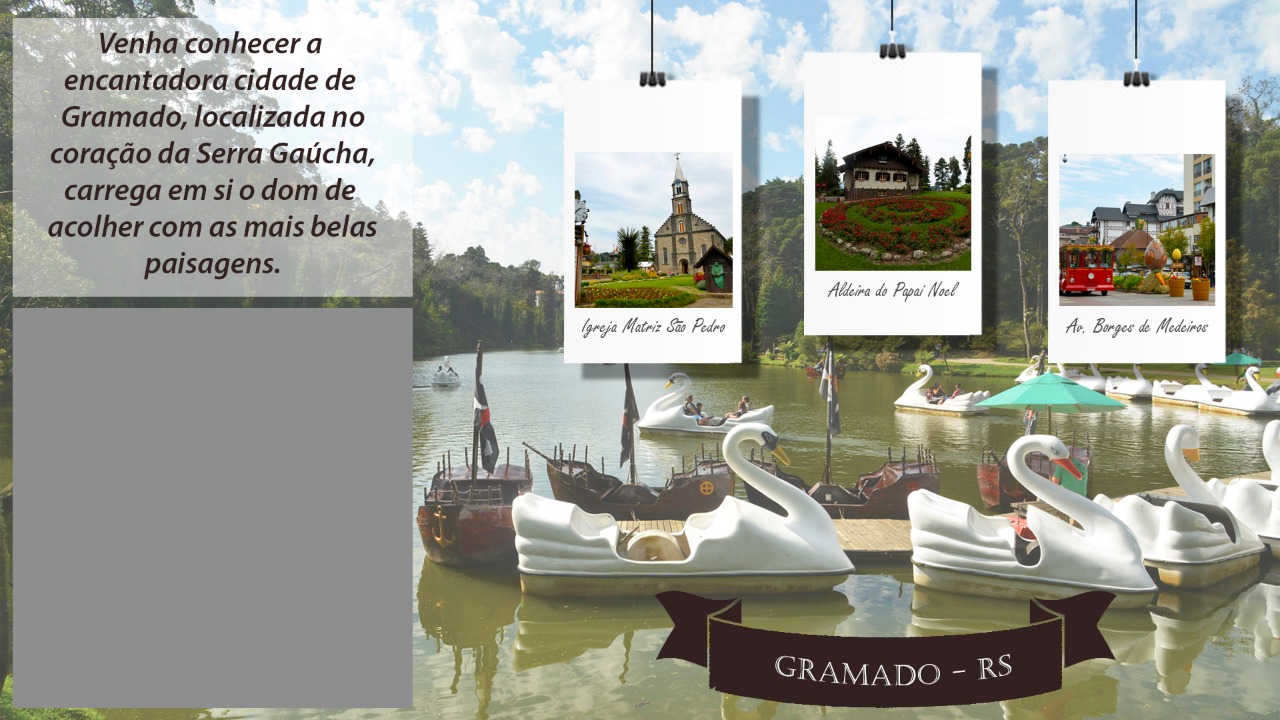 Venha conhecer a
encantadora cidade de
Gramado, localizada no
coração da Serra Gaúcha,
carrega em si o dom de
acolher com as mais belas
paisagens.
Igreja Matriz São Pedro
Aldeira do Papai Noel
Av. Borges de Medeiros
GRAMADO - RS